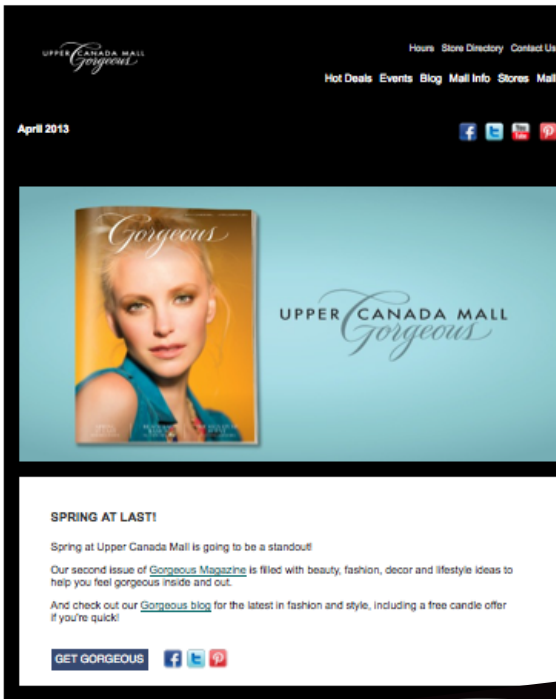 UPPER CANADA MALL
Gorgeous
Hours Store Directory Contact Us
Hot Deals Events Blog Mall Info Stores Mall
April 2013
You
Tube
Gorgeous
UPPER CANADA MALL
Gorgeous
SPRING AT LAST!
Spring at Upper Canada Mall is going to be a standout!
Our second issue of Gorgeous Magazine is filled with beauty, fashion, decor and lifestyle ideas to
help you feel gorgeous inside and out.
And check out our Gorgeous blog for the latest in fashion and style, including a free candle offer
if you're quick!
GET GORGEOUS